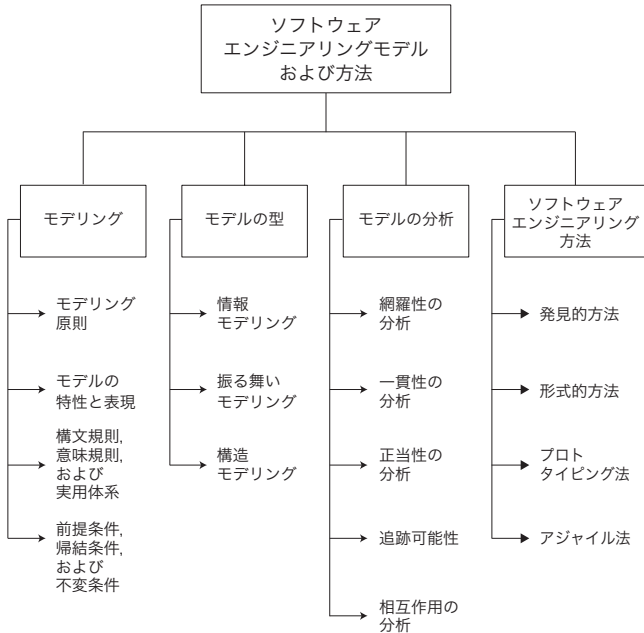 ソフトウェア
エンジニアリングモデル
および方法
モデリング
モデリング
原則
モデルの
特性と表現
構文規則,
意味規則,
および
実用体系
前提条件,
帰結条件,
および
不変条件
モデルの型
情報
モデリング
振る舞い
モデリング
構造
モデリング
モデルの分析
網羅性の
分析
一貫性の
分析
正当性の
分析
追跡可能性
相互作用の
分析
ソフトウェア
エンジニアリング
方法
発見的方法
形式的方法
プロト
タイピング法
アジャイル法